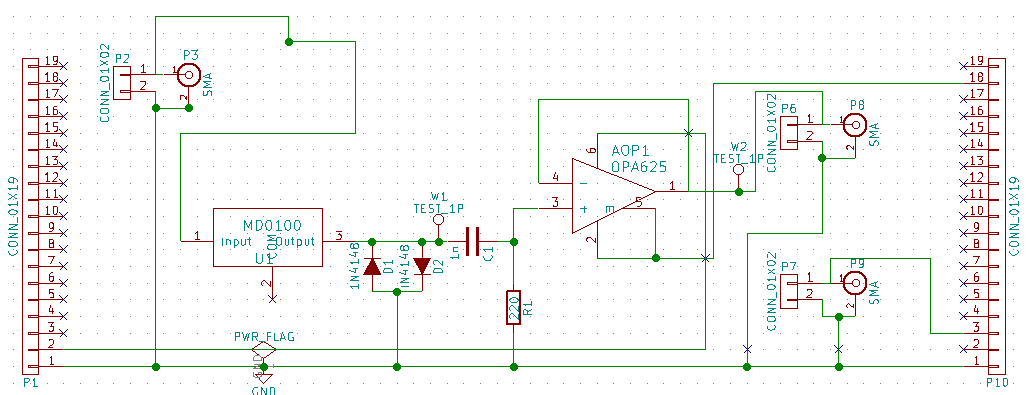 P2
CONN_01X02
1
2
P3
1
2
SMA
19
18
17
16
15
14
13
12
11
10
9
8
7
6
5
4
3
2
1
CONN_01X19
P1
MD0100
Input
Output
COM
U1
1
3
2
PWR_FLAG
GND
GND
1N4148
D1
1N4148
D2
W1
TEST_1P
1n
C1
220
R1
AOP1
OPA625
6
4
3
1
5
2
E
-
+
W2
TEST_1P
P6
CONN_01X02
1
2
P8
1
2
SMA
P7
CONN_01X02
1
2
P9
1
2
SMA
19
18
17
16
15
14
13
12
11
10
9
8
7
6
5
4
3
2
1
CONN_01X19
P10